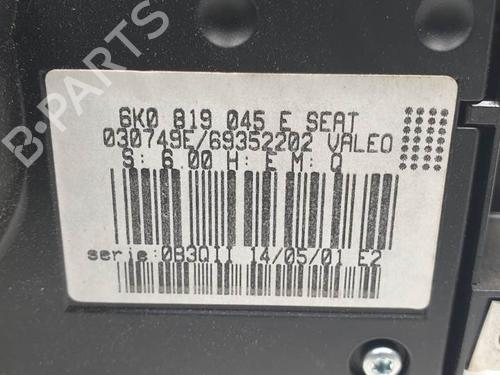 6K0 819 045 E SEAT
030749E/69352202 VALEO
S: 6.00 H: E M: Q
serie:0B3QII 14/05/01 E2
B-PARTS